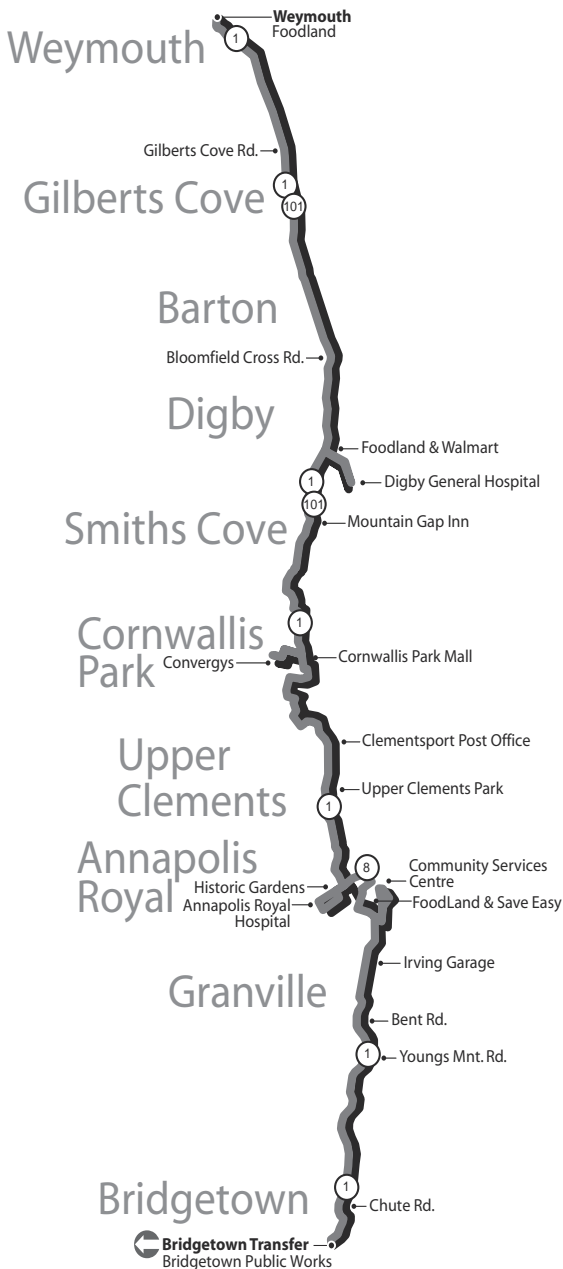 Weymouth
Foodland
Weymouth
1
Gilberts Cove Rd.
1
Gilberts Cove
101
Barton
Bloomfield Cross Rd.
Digby
Foodland & Walmart
1
Digby General Hospital
101
Smiths Cove
Mountain Gap Inn
1
Cornwallis
Park
Convergys
Cornwallis Park Mall
Clementsport Post Office
Upper
Clements
Upper Clements Park
1
Annapolis
Royal
8
Community Services
Centre
Historic Gardens
Annapolis Royal
Hospital
FoodLand & Save Easy
Irving Garage
Granville
Bent Rd.
1
Youngs Mnt. Rd.
1
Bridgetown
Chute Rd.
Bridgetown Transfer
Bridgetown Public Works